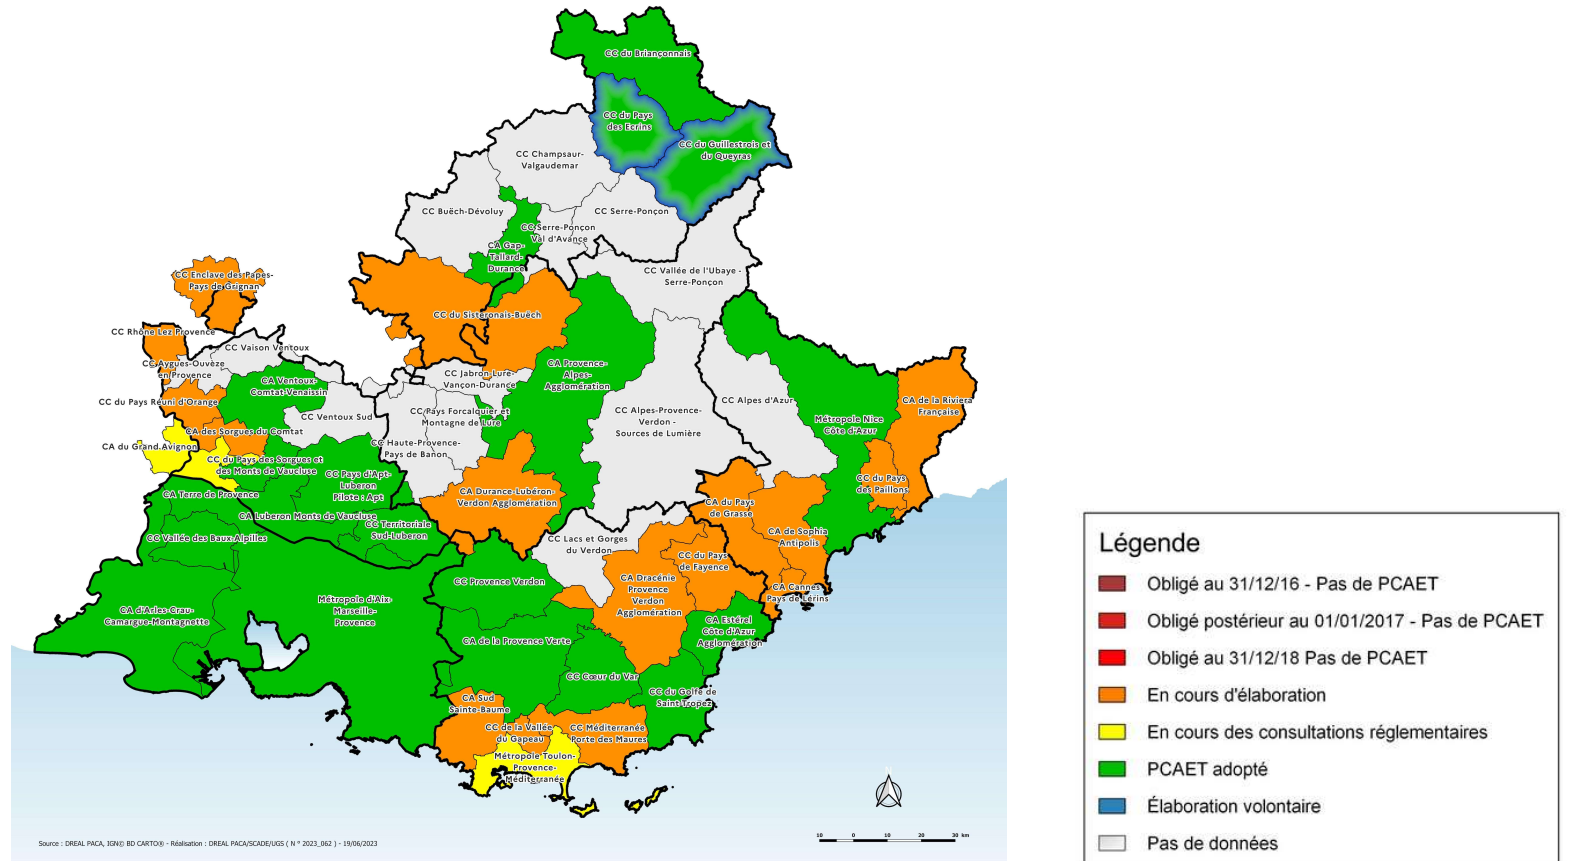 CC du Briançonnais
CC du Pays
des Ecrins
CC du Guillestrois et
du Queyras
CC Champsaur-
Valgaudemar
CC Buëch-Dévoluy
CC Serre-Ponçon
CC Serre-Ponçon
Val d'Avance
CA Gap-
Tallard-
Durance
CC Vallée de l'Ubaye -
Serre-Ponçon
CC Enclave des Papes-
Pays de Grignan
CC du Sisteronais-Buëch
CC Rhône Lez Provence
CC Vaison Ventoux
CC Aygues-Ouvèze
en Provence
CA Ventoux-
Comtat-Venaissin
CC Jabron-Lure-
Vançon-Durance
CA Provence-
Alpes-
Agglomération
CC du Pays Réuni d'Orange
CC Ventoux Sud
CC Pays Forcalquier et
Montagne de Lure
CC Alpes-Provence-
Verdon -
Sources de Lumière
CC Alpes d'Azur
CA de la Riviera
Française
Métropole Nice
Côte d'Azur
CA des Sorgues du Comtat
CA du Grand Avignon
CC Haute-Provence-
Pays de Banon
CC du Pays des Sorgues et
des Monts de Vaucluse
CC Pays d'Apt-
Luberon
Pilote : Apt
CC du Pays
des Paillons
CA Terre de Provence
CA Durance-Lubéron-
Verdon Agglomération
CA du Pays
de Grasse
CA Luberon Monts de Vaucluse
CC Territoriale
Sud-Luberon
CC Vallée des Baux-Alpilles
CC Lacs et Gorges
du Verdon
CA de Sophia
Antipolis
CC du Pays
de Fayence
CC Provence Verdon
CA Dracénie
Provence
Verdon
Agglomération
CA Cannes
Pays de Lérins
CA d'Arles-Crau-
Camargue-Montagnette
Métropole d'Aix-
Marseille-
Provence
CA Estérel
Côte d'Azur
Agglomération
CA de la Provence Verte
CC Cœur du Var
CC du Golfe de
Saint Tropez
CA Sud
Sainte-Baume
CC de la Vallée
du Gapeau
CC Méditerranée
Porte des Maures
Métropole Toulon-
Provence-
Méditerranée
N
10 0 10 20 30 km
Source : DREAL PACA, IGN© BD CARTO® - Réalisation : DREAL PACA/SCADE/UGS ( N ° 2023_062 ) - 19/06/2023
Légende
Obligé au 31/12/16 - Pas de PCAET
Obligé postérieur au 01/01/2017 - Pas de PCAET
Obligé au 31/12/18 Pas de PCAET
En cours d'élaboration
En cours des consultations réglementaires
PCAET adopté
Élaboration volontaire
Pas de données